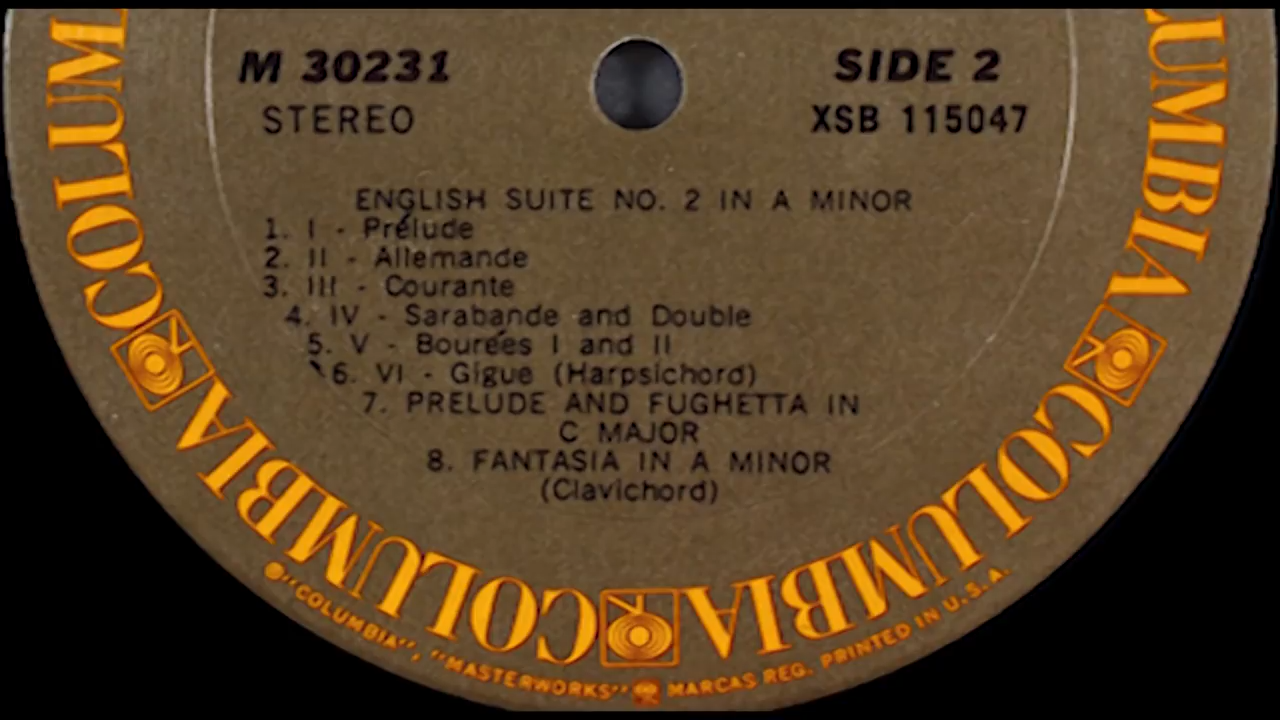 M 30231
STEREO
SIDE 2
XSB 115047
ENGLISH SUITE NO. 2 IN A MINOR
1. I - Prélude
2. II - Allemande
3. III - Courante
4. IV - Sarabande and Double
5. V - Bourées I and II
6. VI - Gigue (Harpsichord)
7. PRELUDE AND FUGHETTA IN
C MAJOR
8. FANTASIA IN A MINOR
(Clavichord)
COLUM
COLUMBIA
COLUMBIA
LUMBIA
"COLUMBIA", "MASTERWORKS" MARCAS REG. PRINTED IN U.S.A.